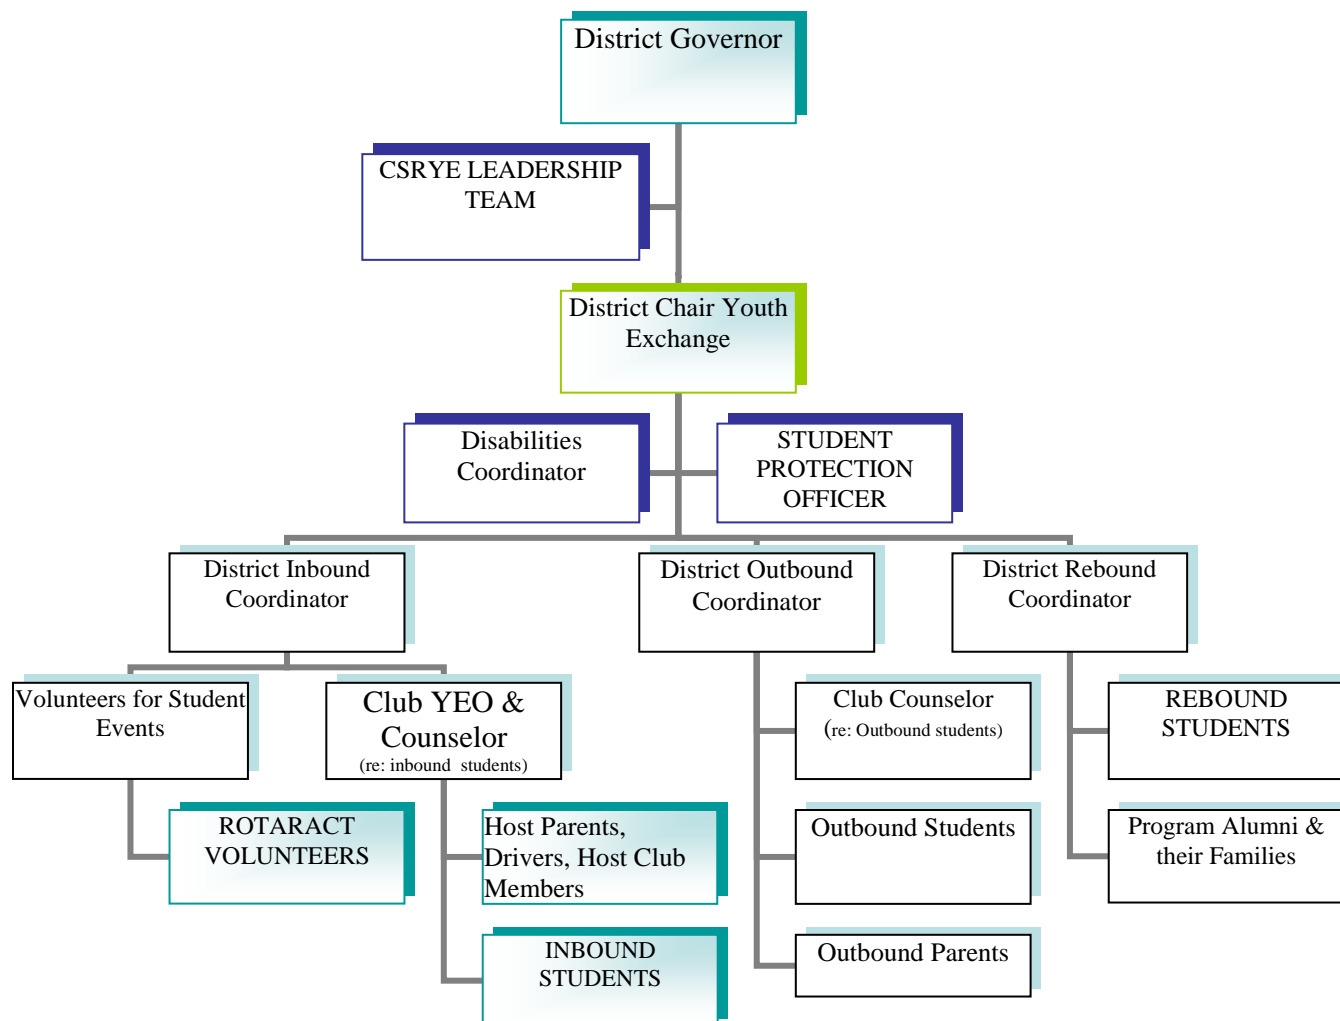 District Governor
CSRYE LEADERSHIP
TEAM
District Chair Youth
Exchange
Disabilities
Coordinator
STUDENT
PROTECTION
OFFICER
District Inbound
Coordinator
District Outbound
Coordinator
District Rebound
Coordinator
Volunteers for Student
Events
Club YEO &
Counselor
(re: inbound students)
Club Counselor
(re: Outbound students)
REBOUND
STUDENTS
ROTARACT
VOLUNTEERS
Host Parents,
Drivers, Host Club
Members
Outbound Students
Program Alumni &
their Families
INBOUND
STUDENTS
Outbound Parents